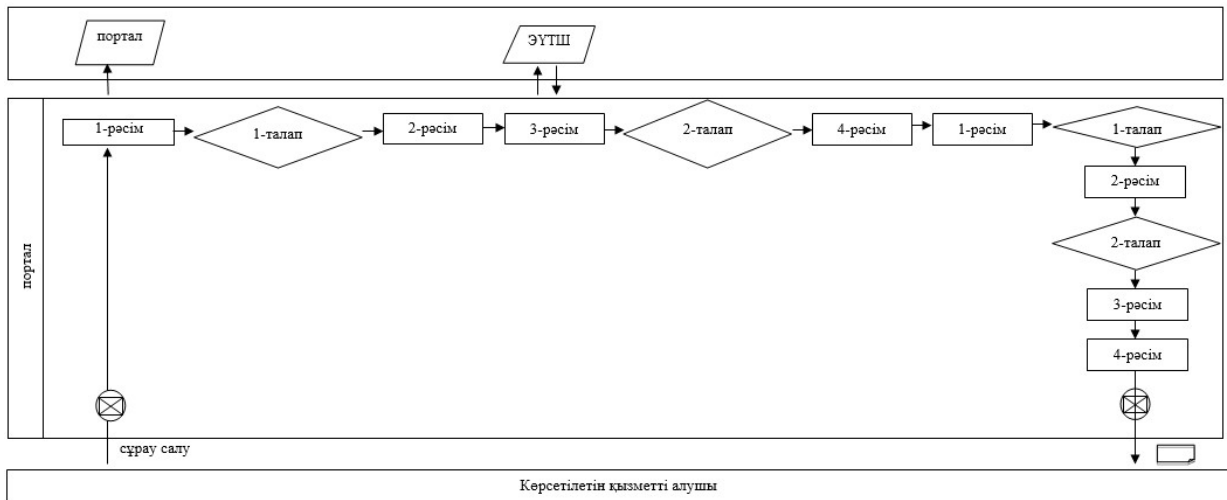 портал
ЭҮТШ
портал
1-рәсім
1-талап
2-рәсім
3-рәсім
2-талап
4-рәсім
1-рәсім
1-талап
2-рәсім
2-талап
3-рәсім
4-рәсім
сұрау салу
Көрсетілетін қызметті алушы